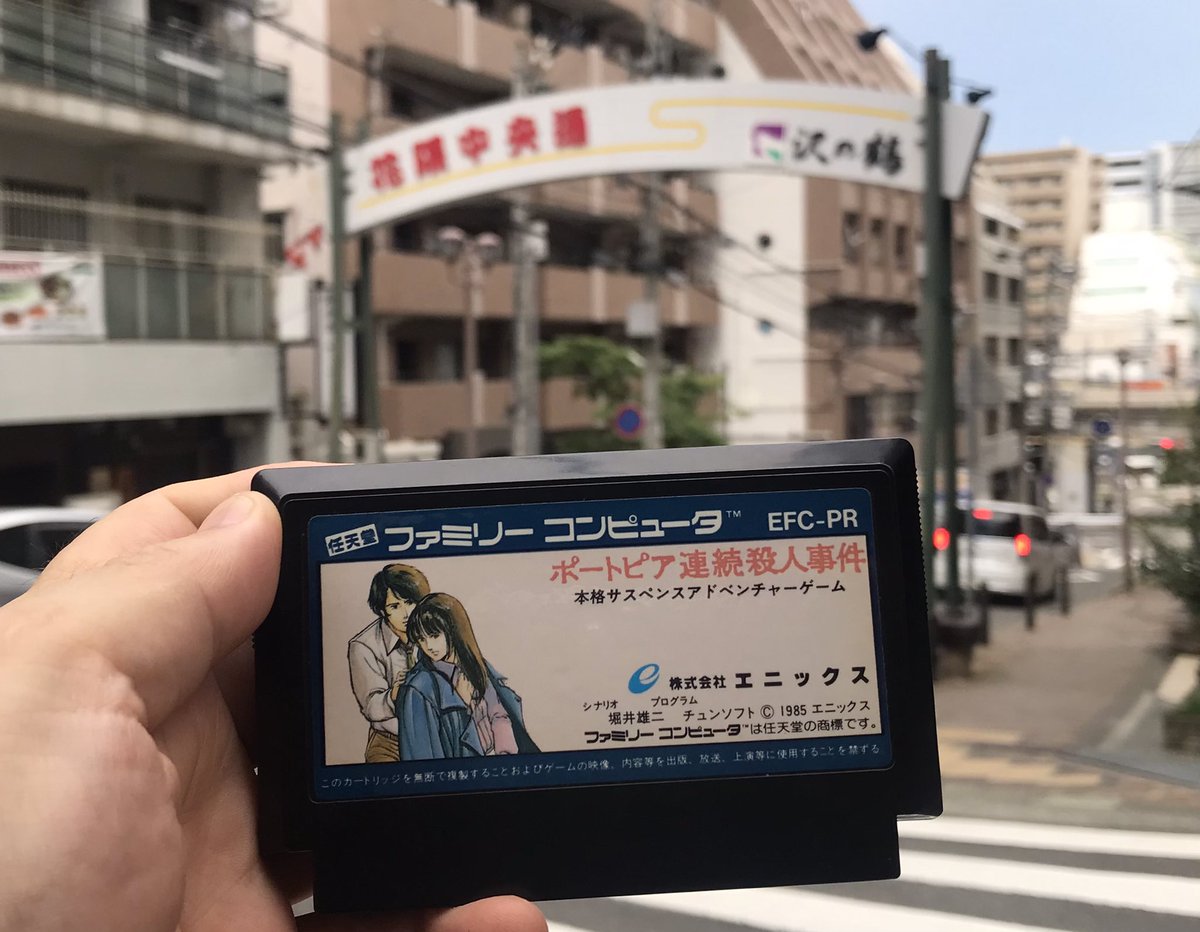 花隈中央通
沢の鶴
任天堂 ファミリー コンピュータ™ EFC-PR
ポートピア連続殺人事件
本格サスペンスアドベンチャーゲーム
株式会社 エニックス
シナリオ プログラム
堀井雄二 チュンソフト © 1985 エニックス
ファミリー コンピュータ™は任天堂の商標です。
このカートリッジを無断で複製することおよびゲームの映像、内容等を出版、放送、上演等に使用することを禁ずる